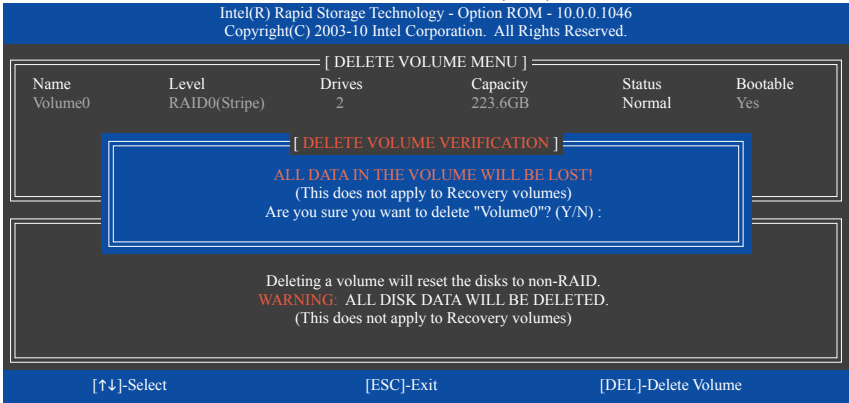 Intel(R) Rapid Storage Technology - Option ROM - 10.0.0.1046
Copyright(C) 2003-10 Intel Corporation. All Rights Reserved.
[ DELETE VOLUME MENU ]
Name Level Drives Capacity Status Bootable
Volume0 RAID0(Stripe) 2 223.6GB Normal Yes
[ DELETE VOLUME VERIFICATION ]
ALL DATA IN THE VOLUME WILL BE LOST!
(This does not apply to Recovery volumes)
Are you sure you want to delete "Volume0"? (Y/N) :
Deleting a volume will reset the disks to non-RAID.
WARNING: ALL DISK DATA WILL BE DELETED.
(This does not apply to Recovery volumes)
[↑↓]-Select [ESC]-Exit [DEL]-Delete Volume